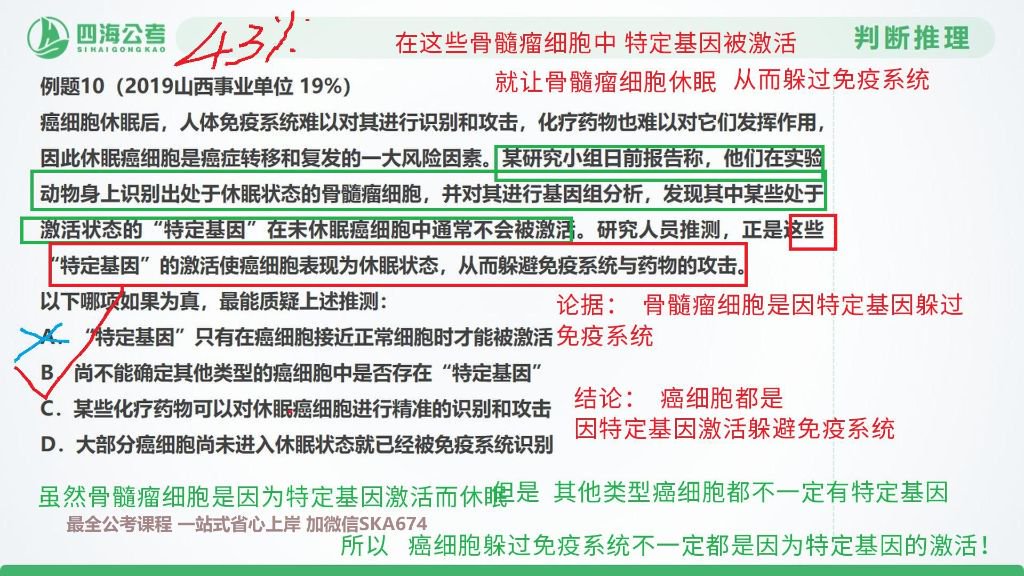 四海公考
SIHAIGONGKAO
43%
在这些骨髓瘤细胞中 特定基因被激活
判断推理
就让骨髓瘤细胞休眠 从而躲过免疫系统
例题10（2019山西事业单位 19%）
癌细胞休眠后，人体免疫系统难以对其进行识别和攻击，化疗药物也难以对它们发挥作用，
因此休眠癌细胞是癌症转移和复发的一大风险因素。某研究小组日前报告称，他们在实验
动物身上识别出处于休眠状态的骨髓瘤细胞，并对其进行基因组分析，发现其中某些处于
激活状态的“特定基因”在未休眠癌细胞中通常不会被激活。研究人员推测，正是这些
“特定基因”的激活使癌细胞表现为休眠状态，从而躲避免疫系统与药物的攻击。
以下哪项如果为真，最能质疑上述推测：
论据： 骨髓瘤细胞是因特定基因躲过
免疫系统
A．“特定基因”只有在癌细胞接近正常细胞时才能被激活
B．尚不能确定其他类型的癌细胞中是否存在“特定基因”
C．某些化疗药物可以对休眠癌细胞进行精准的识别和攻击
D．大部分癌细胞尚未进入休眠状态就已经被免疫系统识别
结论： 癌细胞都是
因特定基因激活躲避免疫系统
虽然骨髓瘤细胞是因为特定基因激活而休眠
但是 其他类型癌细胞都不一定有特定基因
最全公考课程 一站式省心上岸 加微信SKA674
所以 癌细胞躲过免疫系统不一定都是因为特定基因的激活！